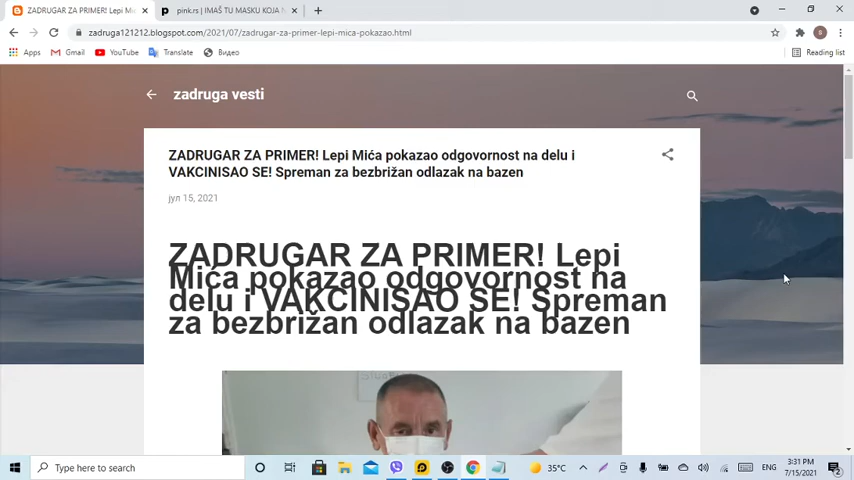 ZADRUGAR ZA PRIMER! Lepi Mi
pink.rs | IMAŠ TU MASKU KOJA
zadruga121212.blogspot.com/2021/07/zadrugar-za-primer-lepi-mica-pokazao.html
Apps
Gmail
YouTube
Translate
Видео
Reading list
zadruga vesti
ZADRUGAR ZA PRIMER! Lepi Mića pokazao odgovornost na delu i
VAKCINISAO SE! Spreman za bezbrižan odlazak na bazen
јул 15, 2021
ZADRUGAR ZA PRIMER! Lepi
Mića pokazao odgovornost na
delu i VAKCINISAO SE! Spreman
za bezbrižan odlazak na bazen
Type here to search
35°C
ENG
3:31 PM
7/15/2021
2